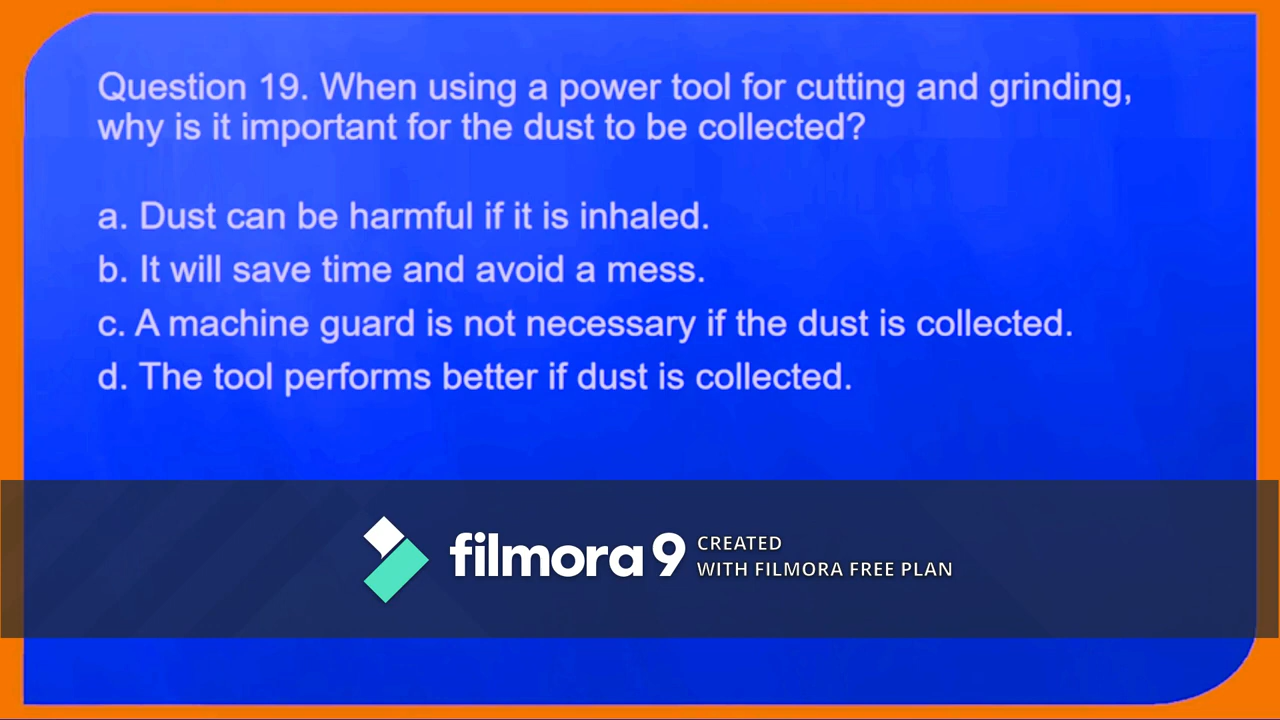 Question 19. When using a power tool for cutting and grinding,
why is it important for the dust to be collected?
a. Dust can be harmful if it is inhaled.
b. It will save time and avoid a mess.
c. A machine guard is not necessary if the dust is collected.
d. The tool performs better if dust is collected.
filmora9
CREATED
WITH FILMORA FREE PLAN